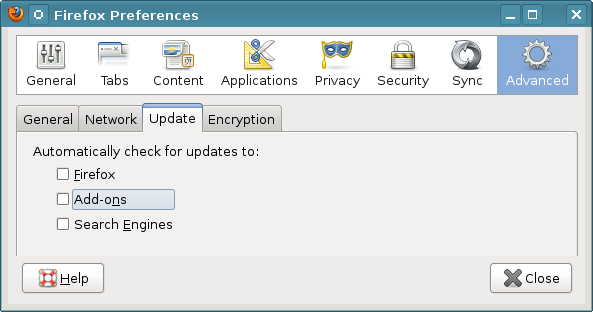 Firefox Preferences
General Tabs Content Applications Privacy Security Sync Advanced
General Network Update Encryption
Automatically check for updates to:
Firefox
Add-ons
Search Engines
Help Close